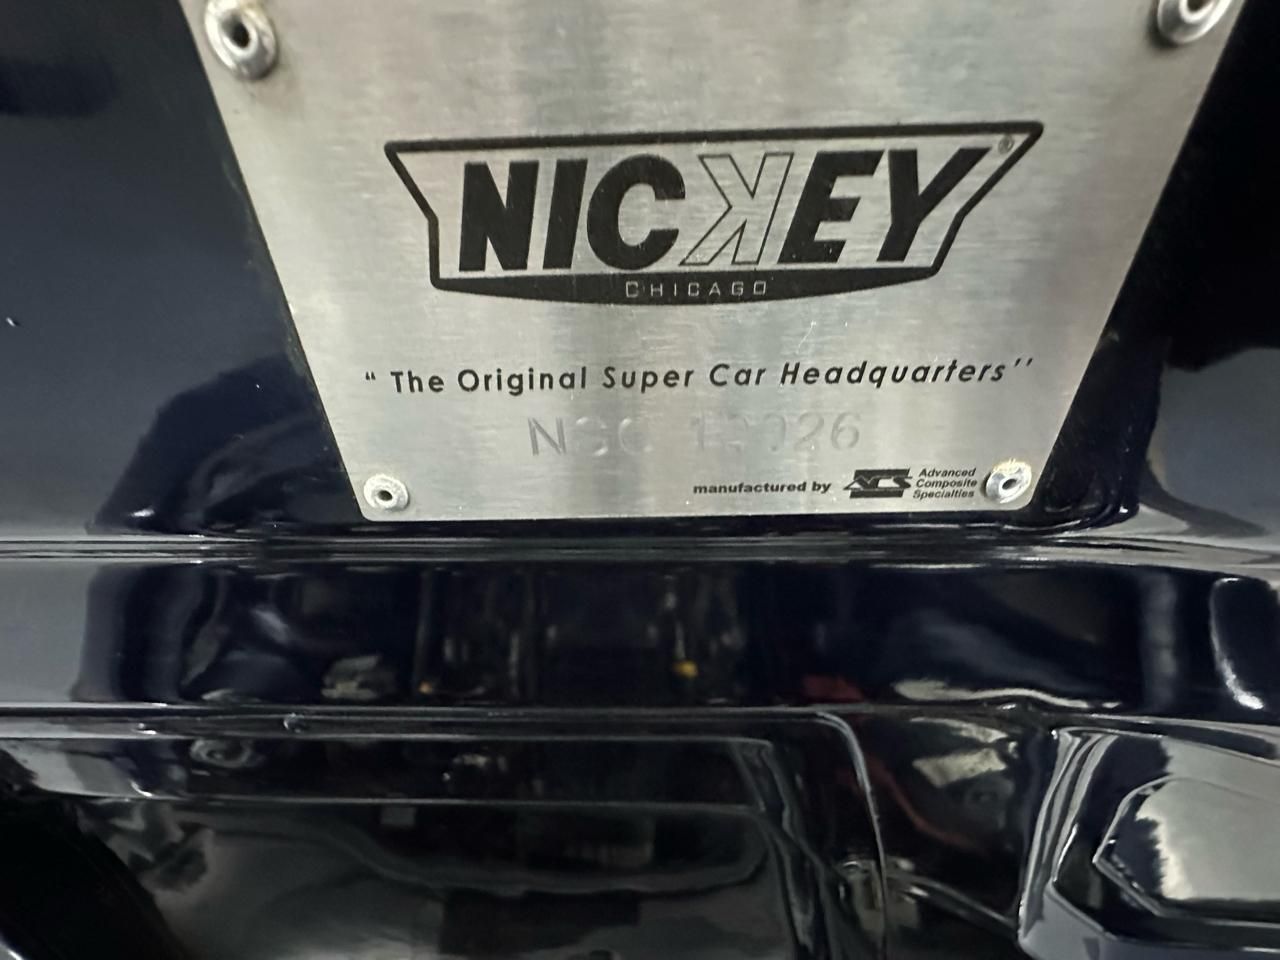 NICKEY®
CHICAGO
"The Original Super Car Headquarters"
manufactured by ACS Advanced
Composite
Specialties